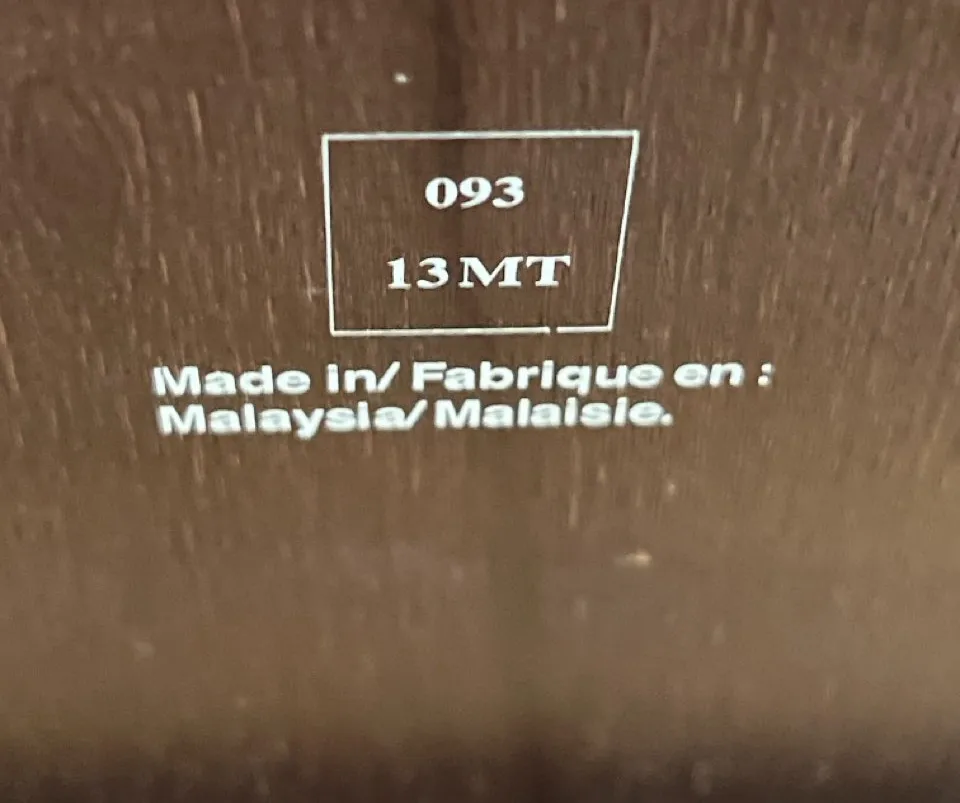 093
13MT
Made in/ Fabrique en :
Malaysia/Malaisie.